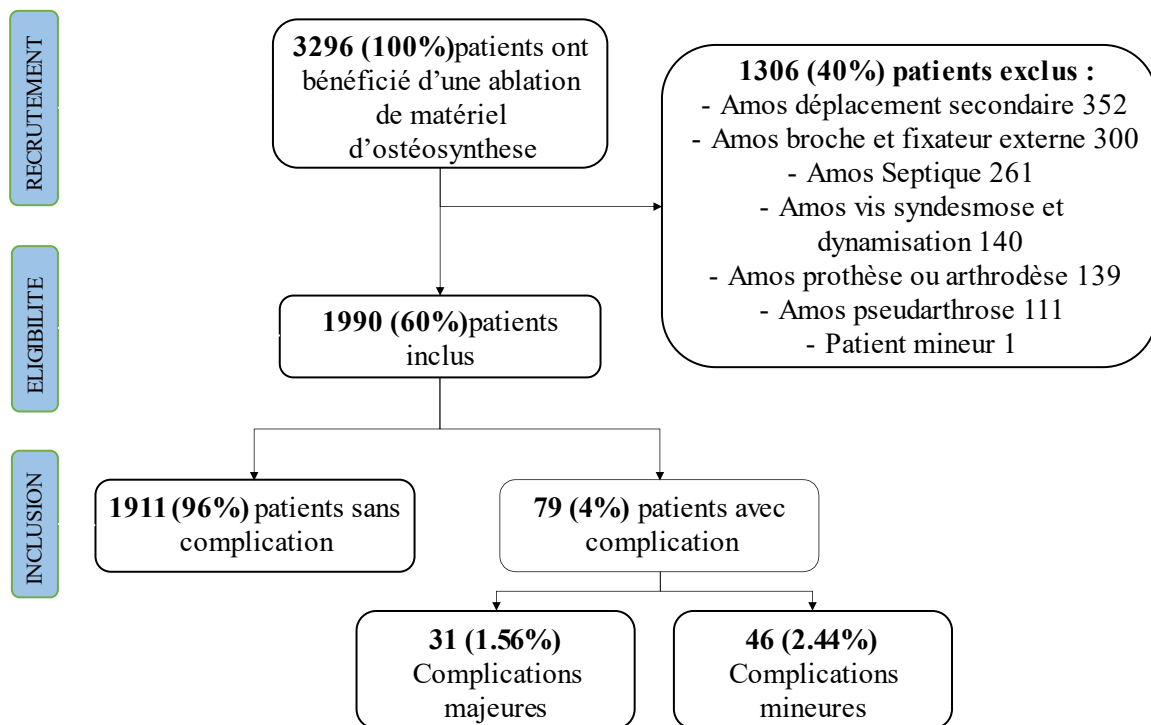 RECRUTEMENT
3296 (100%)patients ont
bénéficié d'une ablation
de matériel
d'ostéosynthese
1306 (40%) patients exclus :
- Amos déplacement secondaire 352
- Amos broche et fixateur externe 300
- Amos Septique 261
- Amos vis syndesmose et
dynamisation 140
- Amos prothèse ou arthrodèse 139
- Amos pseudarthrose 111
- Patient mineur 1
ELIGIBILITE
1990 (60%)patients
inclus
INCLUSION
1911 (96%) patients sans
complication
79 (4%) patients avec
complication
31 (1.56%)
Complications
majeures
46 (2.44%)
Complications
mineures